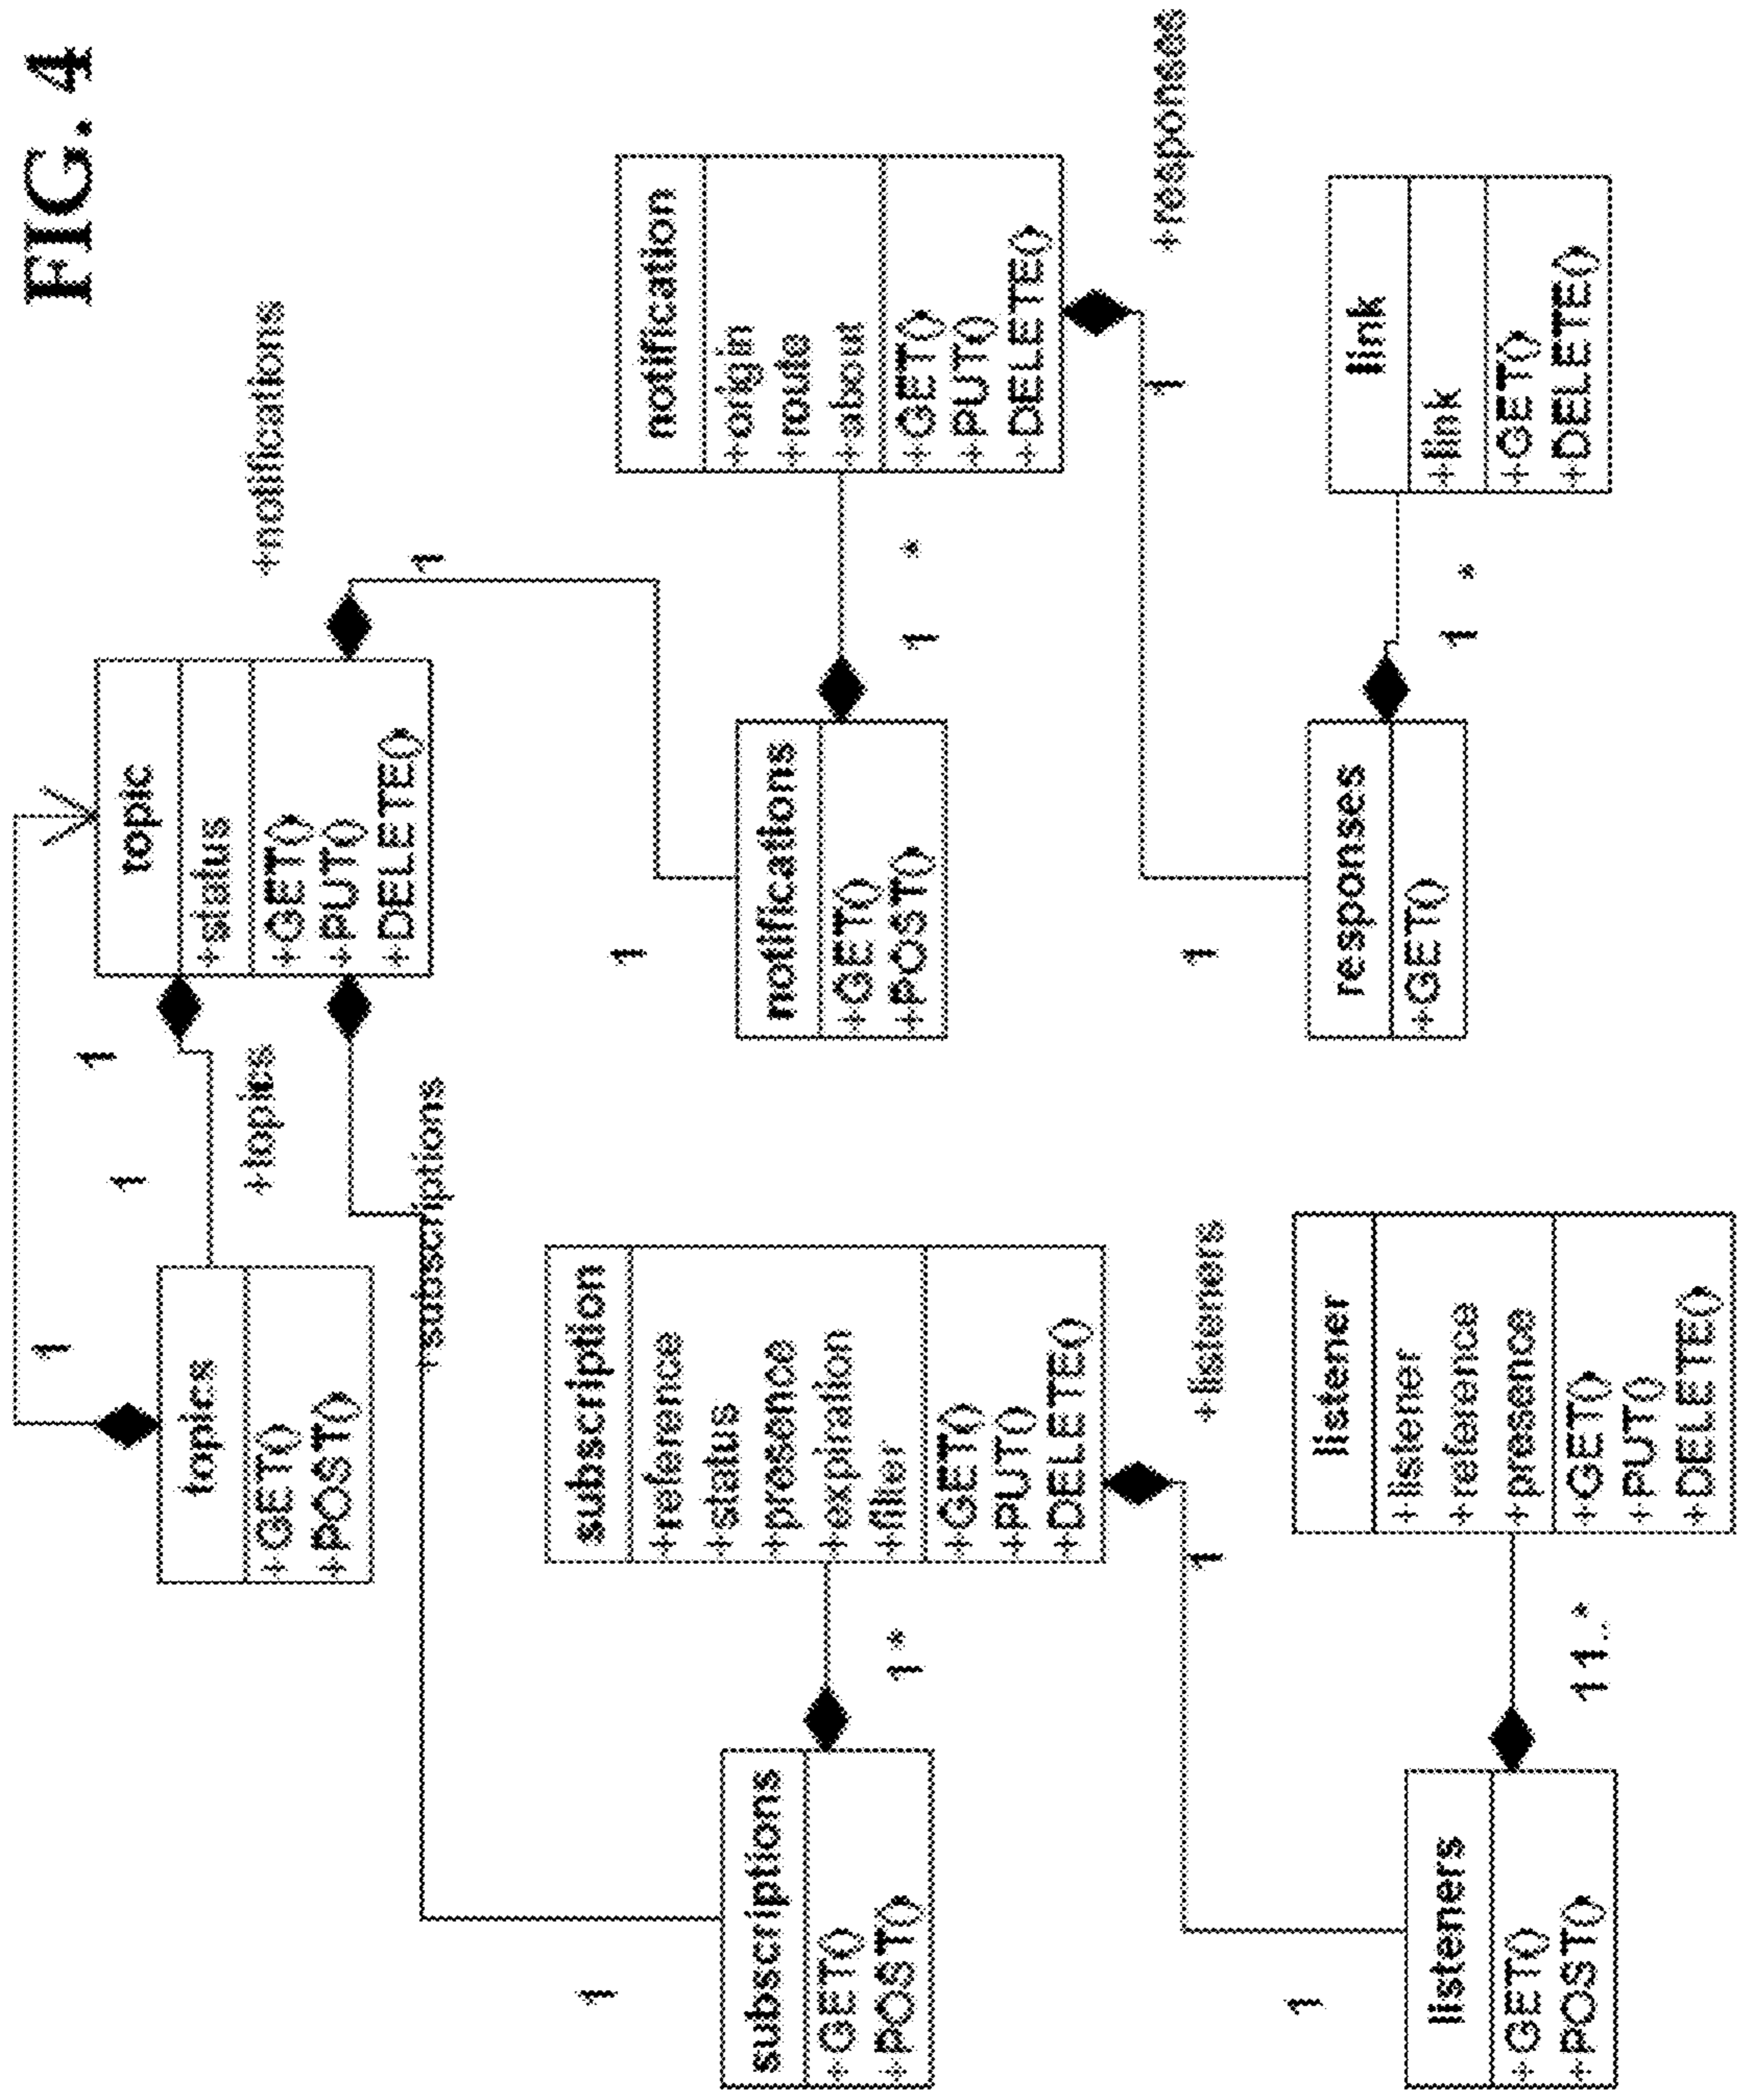 FIG. 4
topics
+GET()
+POST()
1
1
1
+topics
topic
+status
+GET()
+PUT()
+DELETE()
+notifications
1
subscriptions
1
subscriptions
+GET()
+POST()
1 *
subscription
+reference
+status
+presence
+expiration
+filter
+GET()
+PUT()
+DELETE()
1
notifications
+GET()
+POST()
1 *
notification
+origin
+route
+about
+GET()
+PUT()
+DELETE()
1
+listeners
1
listeners
+GET()
+POST()
1 1..*
listener
+listener
+reference
+presence
+GET()
+PUT()
+DELETE()
1
+responses
1
responses
+GET()
1 *
link
+link
+GET()
+DELETE()